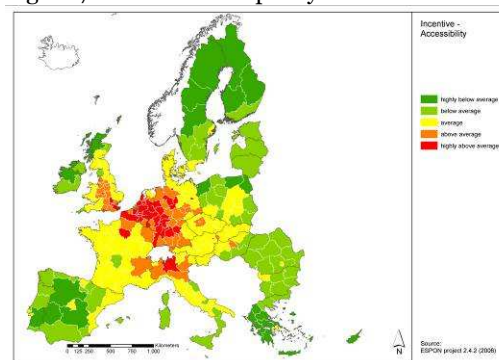 Incentive -
Accessibility
highly below average
below average
average
above average
highly above average
Kilometers
0 125 250 500 750 1.000
N
Source:
ESPON project 2.4.2 (2006)